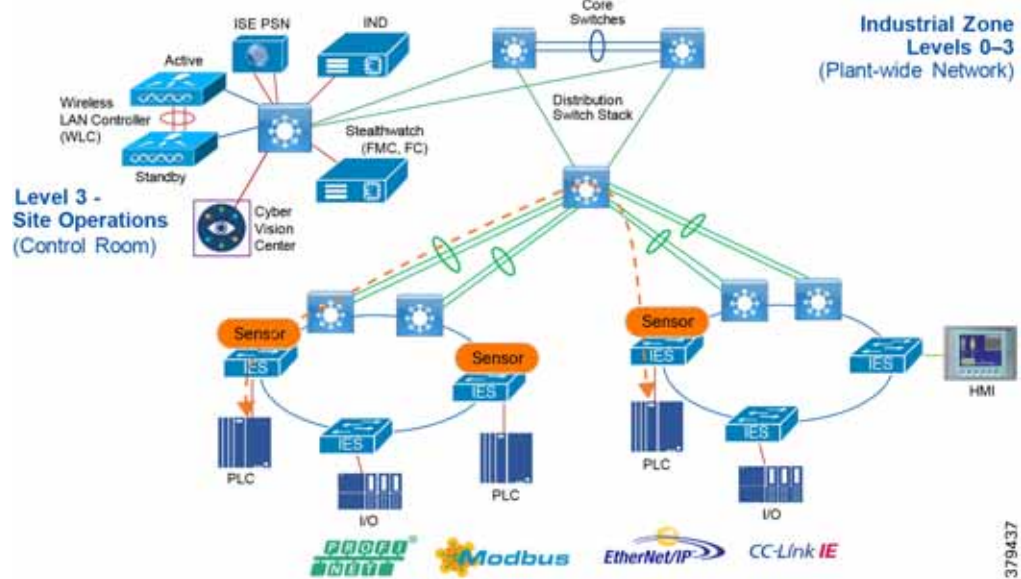 Core
Switches
Industrial Zone
Levels 0–3
(Plant-wide Network)
ISE PSN
IND
Active
Wireless
LAN Controller
(WLC)
Standby
Distribution
Switch Stack
Stealthwatch
(FMC, FC)
Level 3 -
Site Operations
(Control Room)
Cyber
Vision
Center
Sensor
IES
PLC
Sensor
IES
PLC
IES
I/O
Sensor
IES
PLC
IES
HMI
IES
I/O
PROFI
NET®
Modbus
EtherNet/IP
CC-Link IE
379437